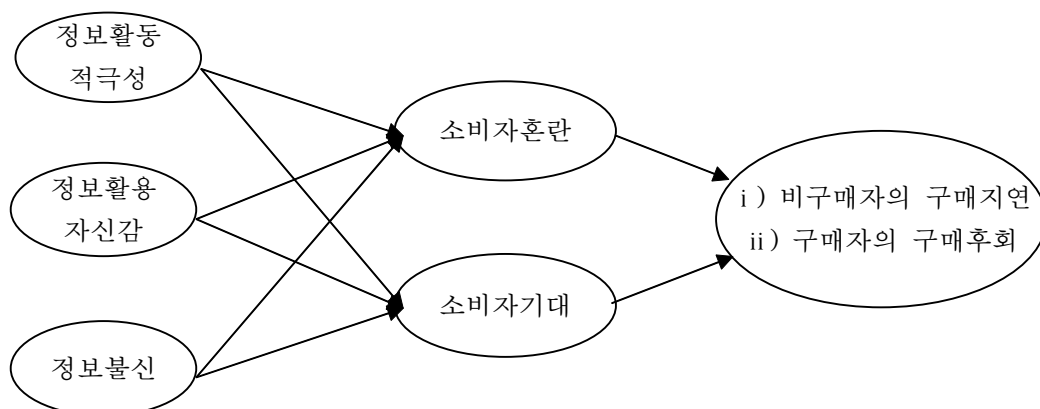 정보활동
적극성
소비자혼란
정보활용
자신감
i) 비구매자의 구매지연
ii) 구매자의 구매후회
소비자기대
정보불신